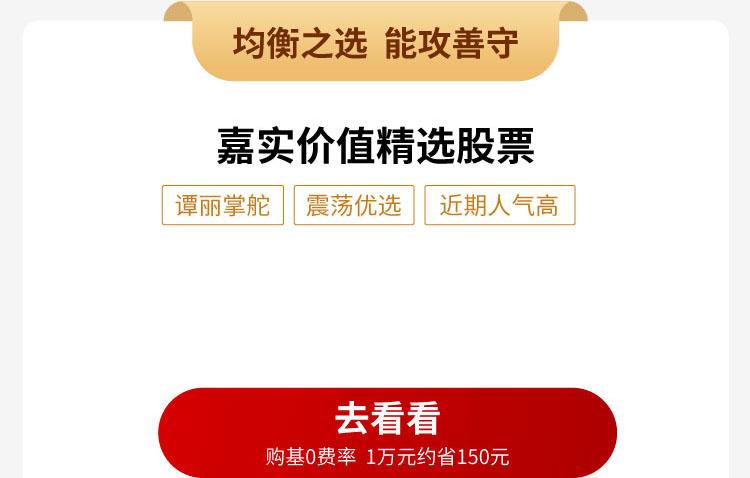 均衡之选 能攻善守
嘉实价值精选股票
谭丽掌舵 震荡优选 近期人气高
去看看
购基0费率 1万元约省150元